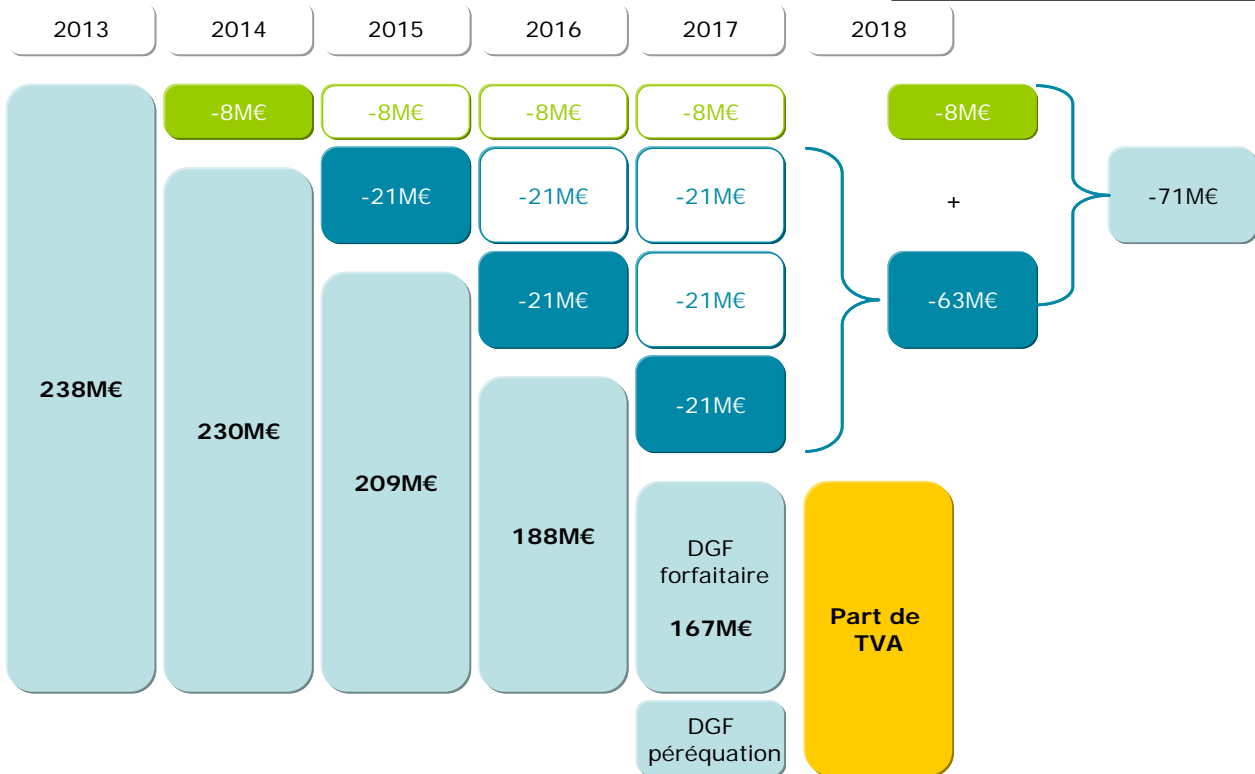 2013
2014
2015
2016
2017
2018
-8M€
-8M€
-8M€
-8M€
-8M€
-21M€
-21M€
-21M€
+
-71M€
-21M€
-21M€
-63M€
238M€
-21M€
230M€
209M€
188M€
DGF
forfaitaire
167M€
Part de
TVA
DGF
péréquation